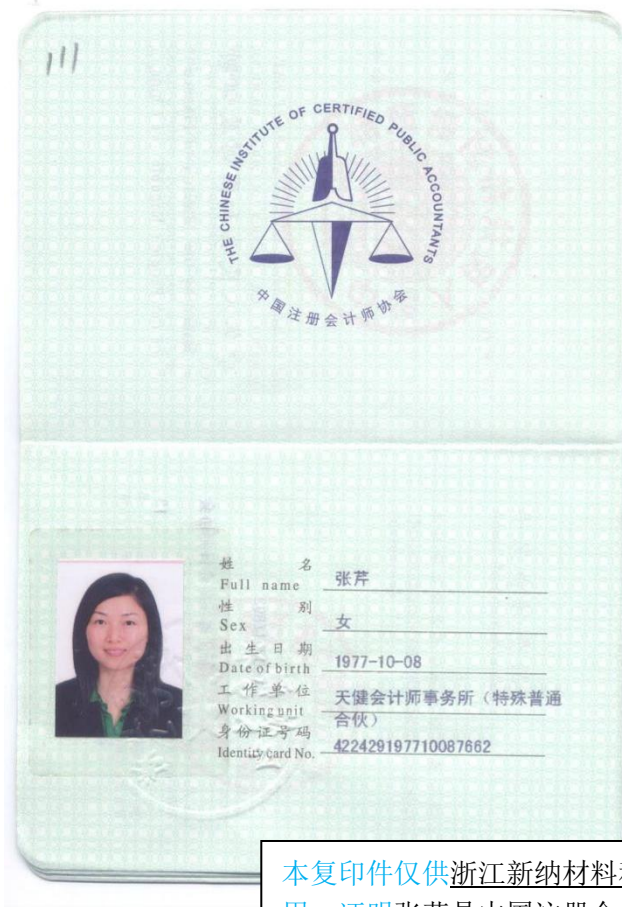 111
THE CHINESE INSTITUTE OF CERTIFIED PUBLIC ACCOUNTANTS
中国注册会计师协会
姓 名 张芹
Full name
性 别
Sex 女
出生日期
Date of birth 1977-10-08
工作单位 天健会计师事务所（特殊普通
Working unit 合伙）
身份证号码
Identity card No. 422429197710087662
本复印件仅供浙江新纳材料